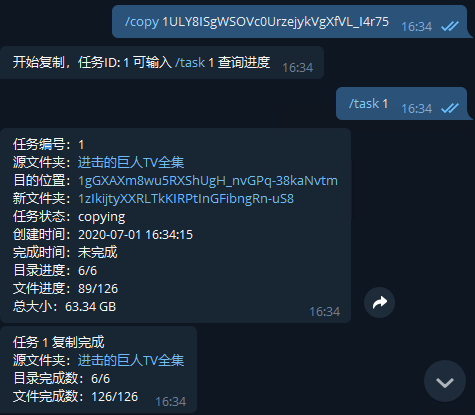 /copy 1ULY8ISgWSOVc0UrzejykVgXfVL_I4r75 16:34
开始复制，任务ID: 1 可输入 /task 1 查询进度 16:34
/task 1 16:34
任务编号：1
源文件夹：进击的巨人TV全集
目的位置：1gGXAXm8wu5RXShUgH_nvGPq-38kaNvtm
新文件夹：1zIkijtyXXRLTkKIRPtInGFibngRn-uS8
任务状态：copying
创建时间：2020-07-01 16:34:15
完成时间：未完成
目录进度：6/6
文件进度：89/126
总大小：63.34 GB 16:34
任务 1 复制完成
源文件夹：进击的巨人TV全集
目录完成数：6/6
文件完成数：126/126 16:34